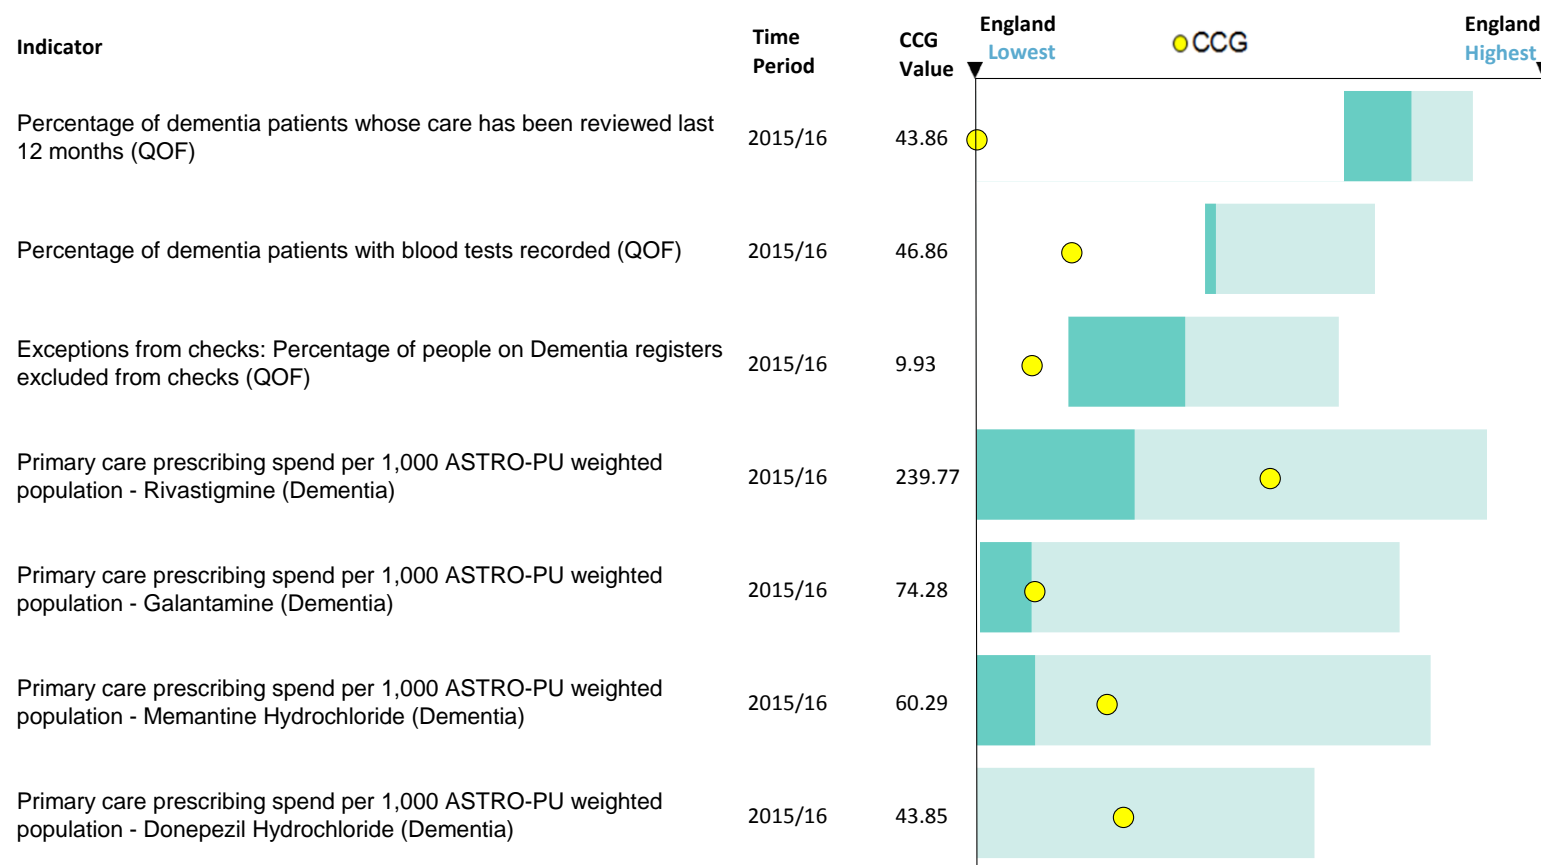 Indicator
Time
Period
CCG
Value
England
Lowest
CCG
England
Highest
Percentage of dementia patients whose care has been reviewed last
12 months (QOF)
2015/16
43.86
Percentage of dementia patients with blood tests recorded (QOF)
2015/16
46.86
Exceptions from checks: Percentage of people on Dementia registers
excluded from checks (QOF)
2015/16
9.93
Primary care prescribing spend per 1,000 ASTRO-PU weighted
population - Rivastigmine (Dementia)
2015/16
239.77
Primary care prescribing spend per 1,000 ASTRO-PU weighted
population - Galantamine (Dementia)
2015/16
74.28
Primary care prescribing spend per 1,000 ASTRO-PU weighted
population - Memantine Hydrochloride (Dementia)
2015/16
60.29
Primary care prescribing spend per 1,000 ASTRO-PU weighted
population - Donepezil Hydrochloride (Dementia)
2015/16
43.85